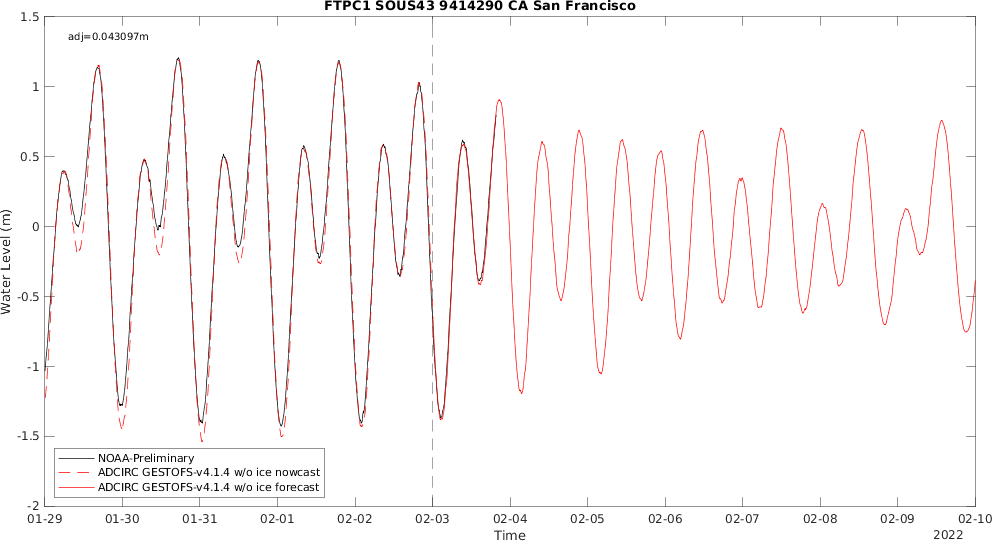 FTPC1 SOUS43 9414290 CA San Francisco
adj=0.043097m
1.5
1
0.5
0
-0.5
-1
-1.5
-2
Water Level (m)
NOAA-Preliminary
ADCIRC GESTOFS-v4.1.4 w/o ice nowcast
ADCIRC GESTOFS-v4.1.4 w/o ice forecast
01-29 01-30 01-31 02-01 02-02 02-03 02-04 02-05 02-06 02-07 02-08 02-09 02-10
Time
2022